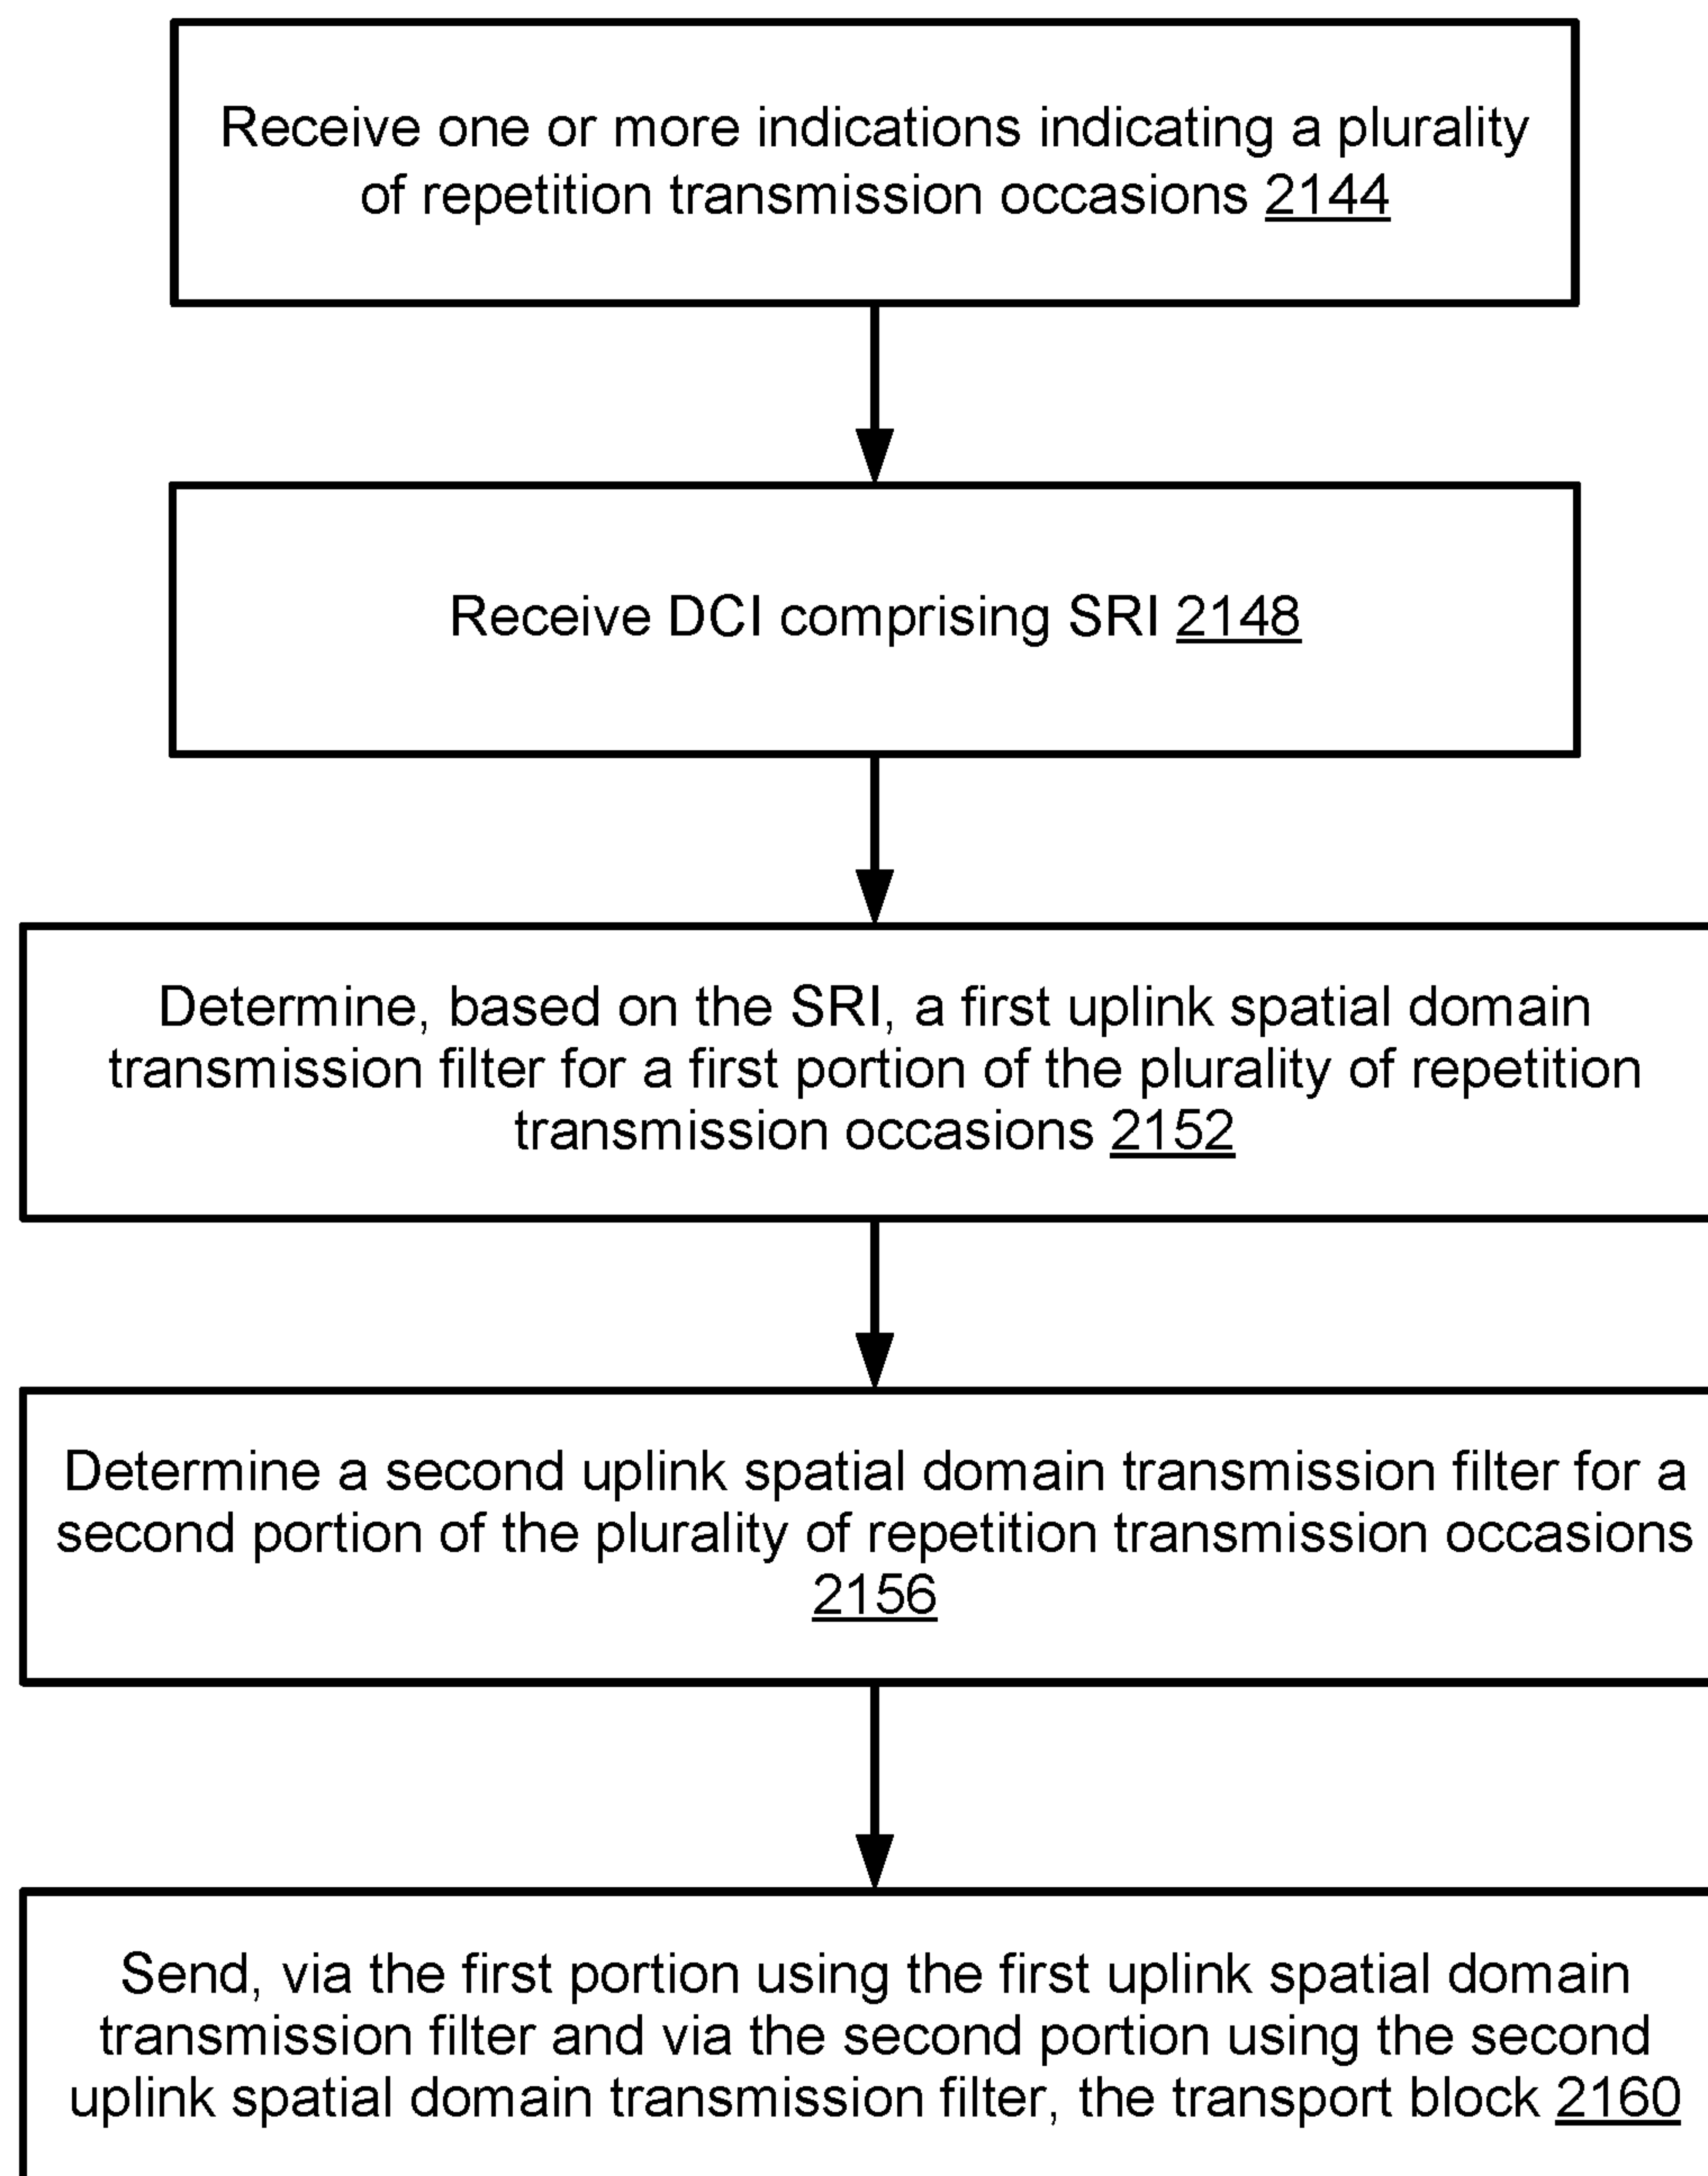 Receive one or more indications indicating a plurality
of repetition transmission occasions 2144
Receive DCI comprising SRI 2148
Determine, based on the SRI, a first uplink spatial domain
transmission filter for a first portion of the plurality of repetition
transmission occasions 2152
Determine a second uplink spatial domain transmission filter for a
second portion of the plurality of repetition transmission occasions
2156
Send, via the first portion using the first uplink spatial domain
transmission filter and via the second portion using the second
uplink spatial domain transmission filter, the transport block 2160